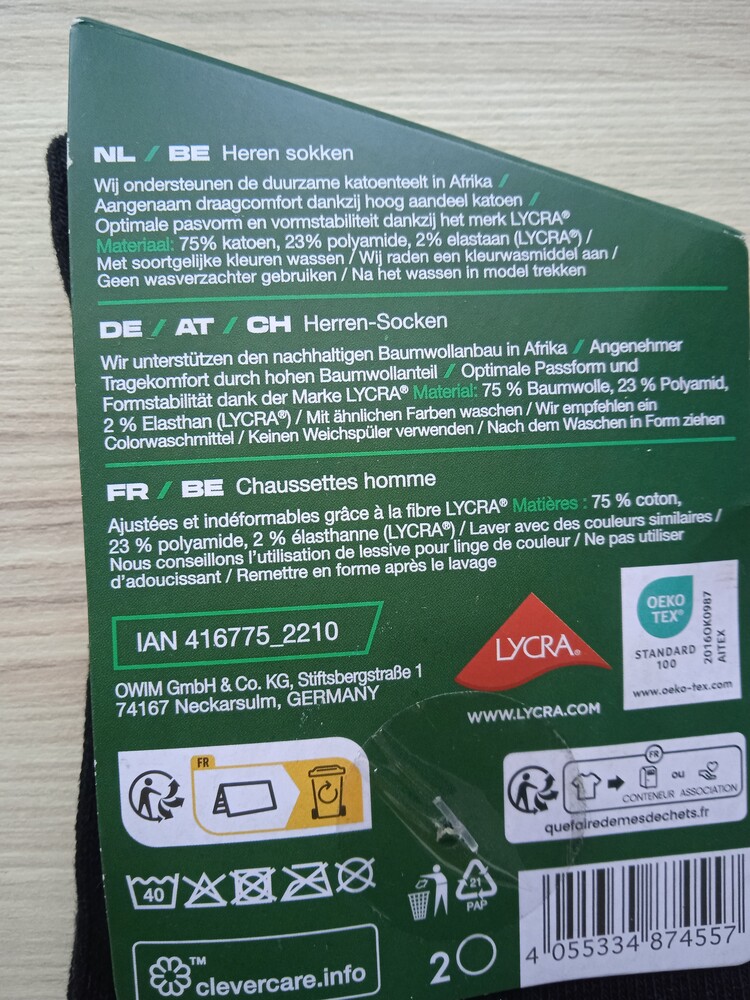 NL / BE Heren sokken
Wij ondersteunen de duurzame katoenteelt in Afrika /
Aangenaam draagcomfort dankzij hoog aandeel katoen /
Optimale pasvorm en vormstabiliteit dankzij het merk LYCRA®
Materiaal: 75% katoen, 23% polyamide, 2% elastaan (LYCRA®) /
Met soortgelijke kleuren wassen / Wij raden een kleurwasmiddel aan /
Geen wasverzachter gebruiken / Na het wassen in model trekken
DE / AT / CH Herren-Socken
Wir unterstützen den nachhaltigen Baumwollanbau in Afrika / Angenehmer
Tragekomfort durch hohen Baumwollanteil / Optimale Passform und
Formstabilität dank der Marke LYCRA® Material: 75 % Baumwolle, 23 % Polyamid,
2 % Elasthan (LYCRA®) / Mit ähnlichen Farben waschen / Wir empfehlen ein
Colorwaschmittel / Keinen Weichspüler verwenden / Nach dem Waschen in Form ziehen
FR / BE Chaussettes homme
Ajustées et indéformables grâce à la fibre LYCRA® Matières : 75 % coton,
23 % polyamide, 2 % élasthanne (LYCRA®) / Laver avec des couleurs similaires /
Nous conseillons l'utilisation de lessive pour linge de couleur / Ne pas utiliser
d'adoucissant / Remettre en forme après le lavage
IAN 416775_2210
OWIM GmbH & Co. KG, Stiftsbergstraße 1
74167 Neckarsulm, GERMANY
LYCRA®
WWW.LYCRA.COM
OEKO
TEX®
STANDARD
100
2016OK0987
AITEX
www.oeko-tex.com
FR
FR
ou
CONTENEUR ASSOCIATION
quefairedemesdechets.fr
40
21
PAP
™
clevercare.info
2
4 055334 874557